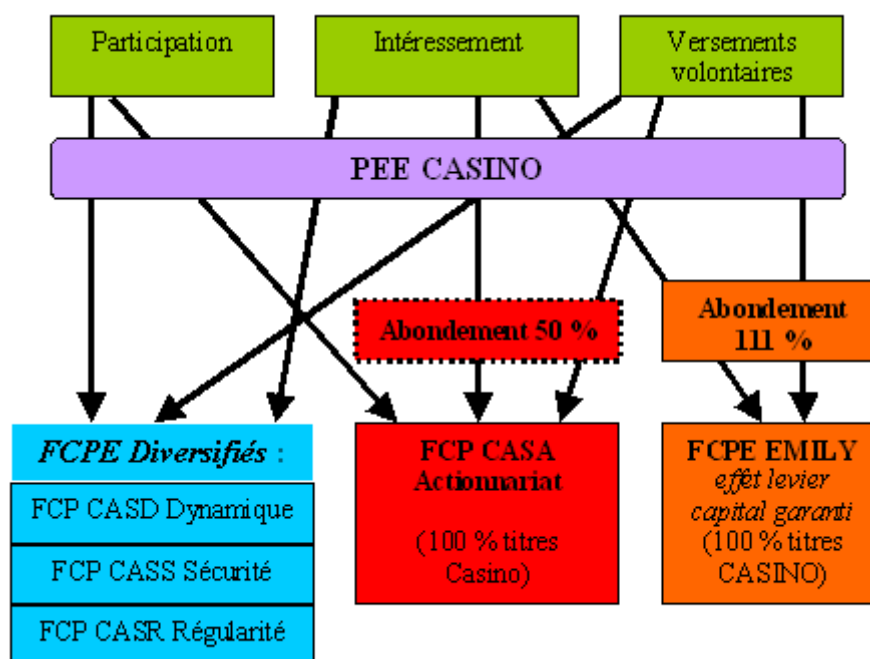 Participation
Intéressement
Versements
volontaires
PEE CASINO
Abondement 50 %
Abondement
111 %
FCPE Diversifiés :
FCP CASD Dynamique
FCP CASS Sécurité
FCP CASR Régularité
FCP CASA
Actionnariat
(100 % titres
Casino)
FCPE EMILY
effet levier
capital garanti
(100 % titres
CASINO)